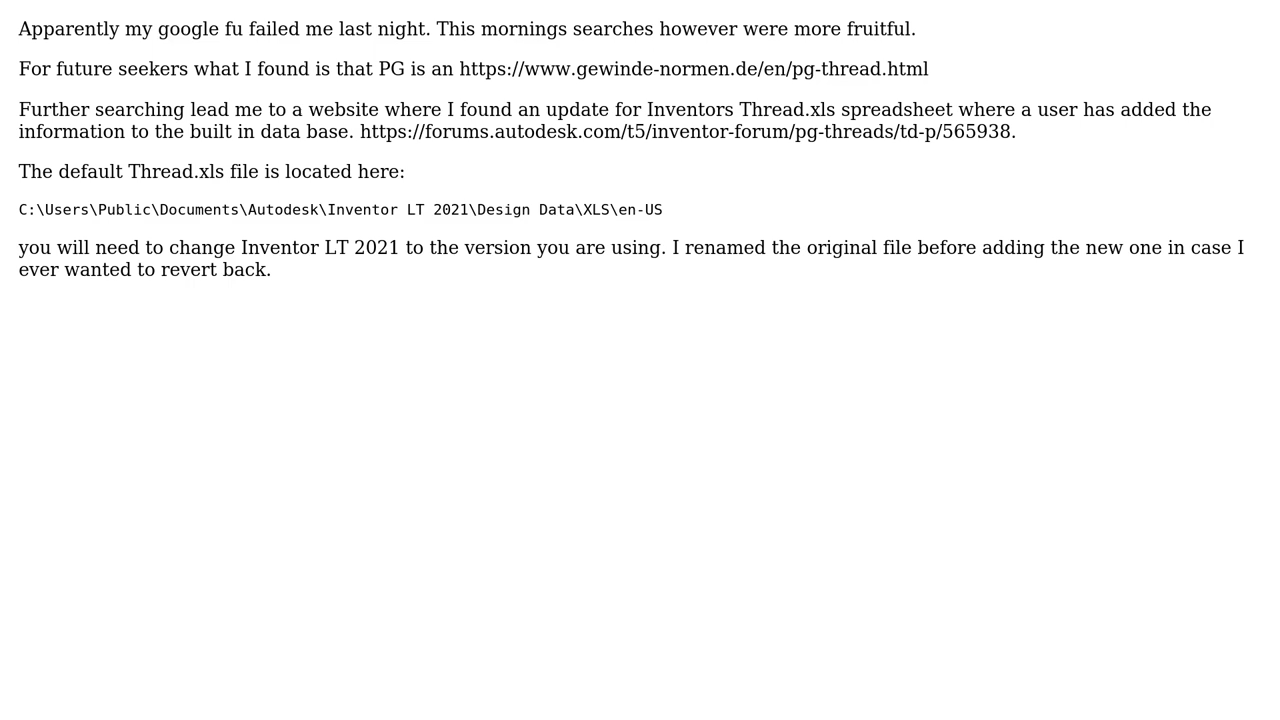 Apparently my google fu failed me last night. This mornings searches however were more fruitful.
For future seekers what I found is that PG is an https://www.gewinde-normen.de/en/pg-thread.html
Further searching lead me to a website where I found an update for Inventors Thread.xls spreadsheet where a user has added the
information to the built in data base. https://forums.autodesk.com/t5/inventor-forum/pg-threads/td-p/565938.
The default Thread.xls file is located here:
C:\Users\Public\Documents\Autodesk\Inventor LT 2021\Design Data\XLS\en-US
you will need to change Inventor LT 2021 to the version you are using. I renamed the original file before adding the new one in case I
ever wanted to revert back.